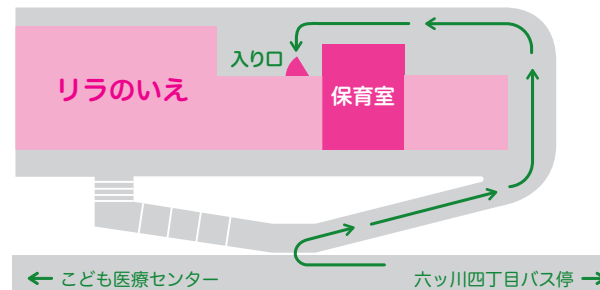 入り口
リラのいえ
保育室
こども医療センター
六ッ川四丁目バス停